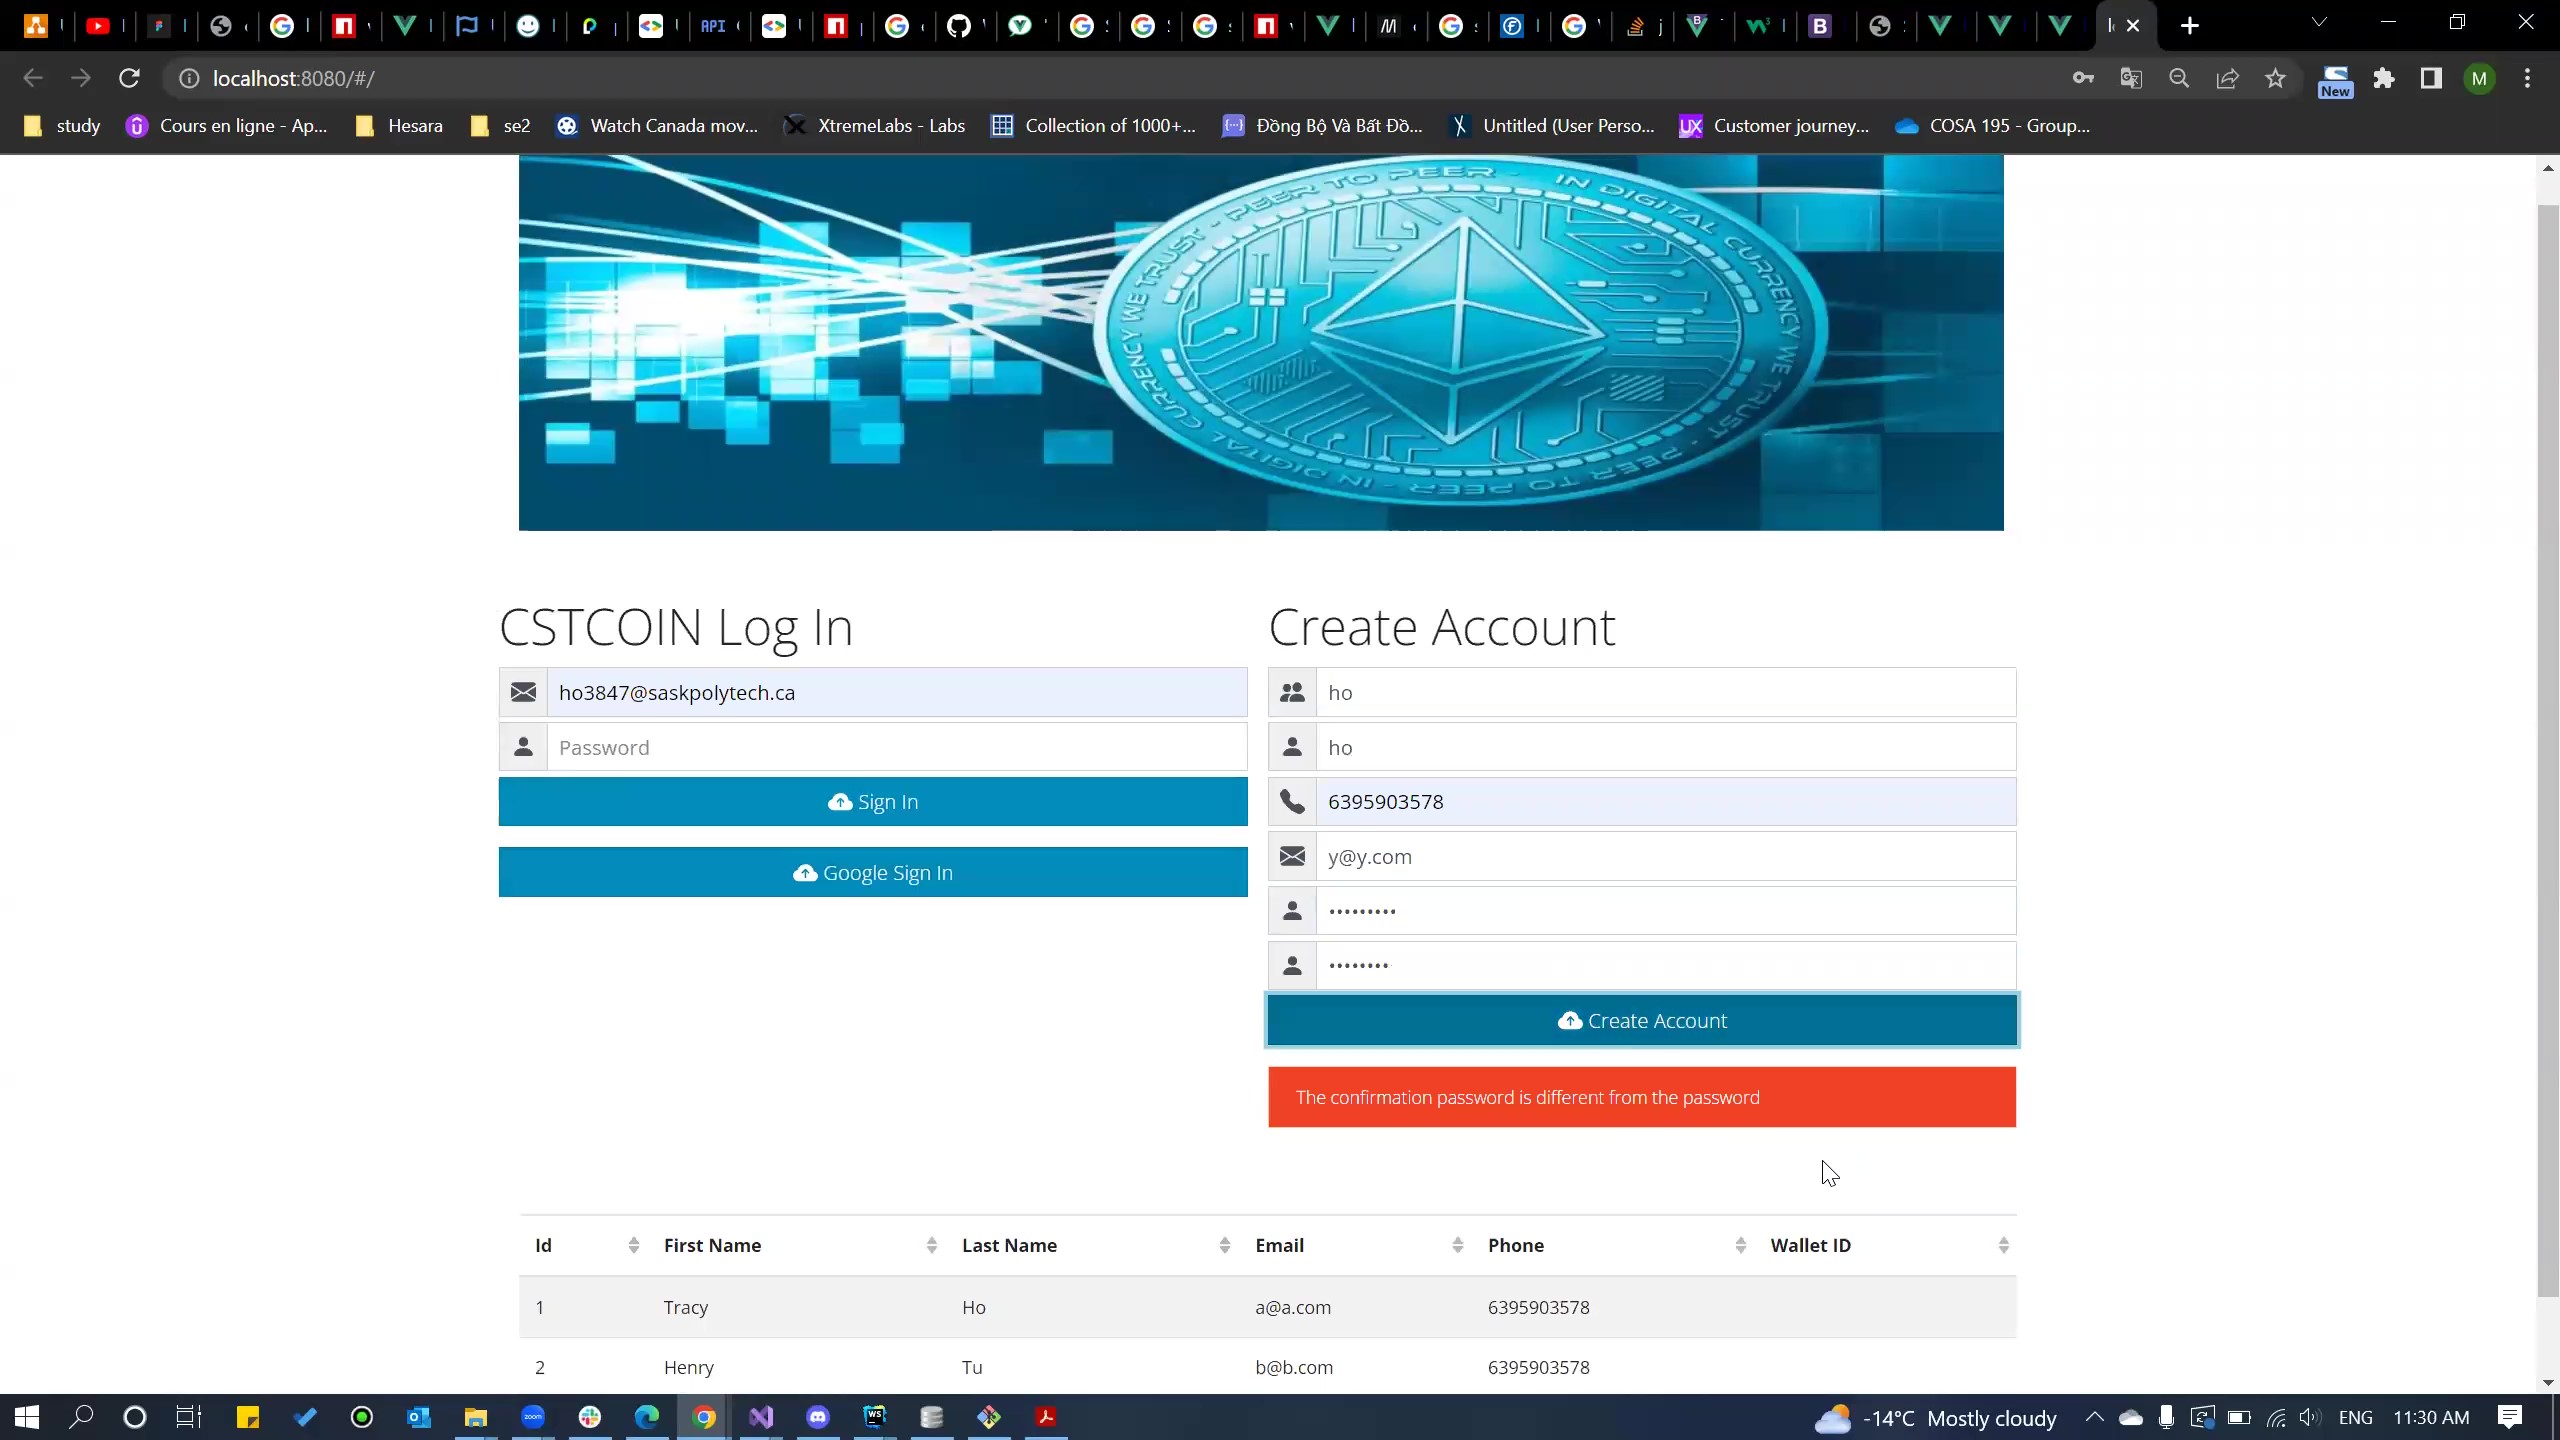 localhost:8080/#/
New
M
study
Cours en ligne - Ap...
Hesara
se2
Watch Canada mov...
XtremeLabs - Labs
Collection of 1000+...
Đồng Bộ Và Bất Đồ...
Untitled (User Perso...
Customer journey...
COSA 195 - Group...
PEER TO PEER - IN DIGITAL CURRENCY WE TRUST - PEER TO PEER - IN DIGITAL CURRENCY WE TRUST
CSTCOIN Log In
ho3847@saskpolytech.ca
Password
Sign In
Google Sign In
Create Account
ho
ho
6395903578
y@y.com
•••••••••
••••••••
Create Account
The confirmation password is different from the password
Id First Name Last Name Email Phone Wallet ID
1 Tracy Ho a@a.com 6395903578
2 Henry Tu b@b.com 6395903578
-14°C Mostly cloudy
ENG
11:30 AM